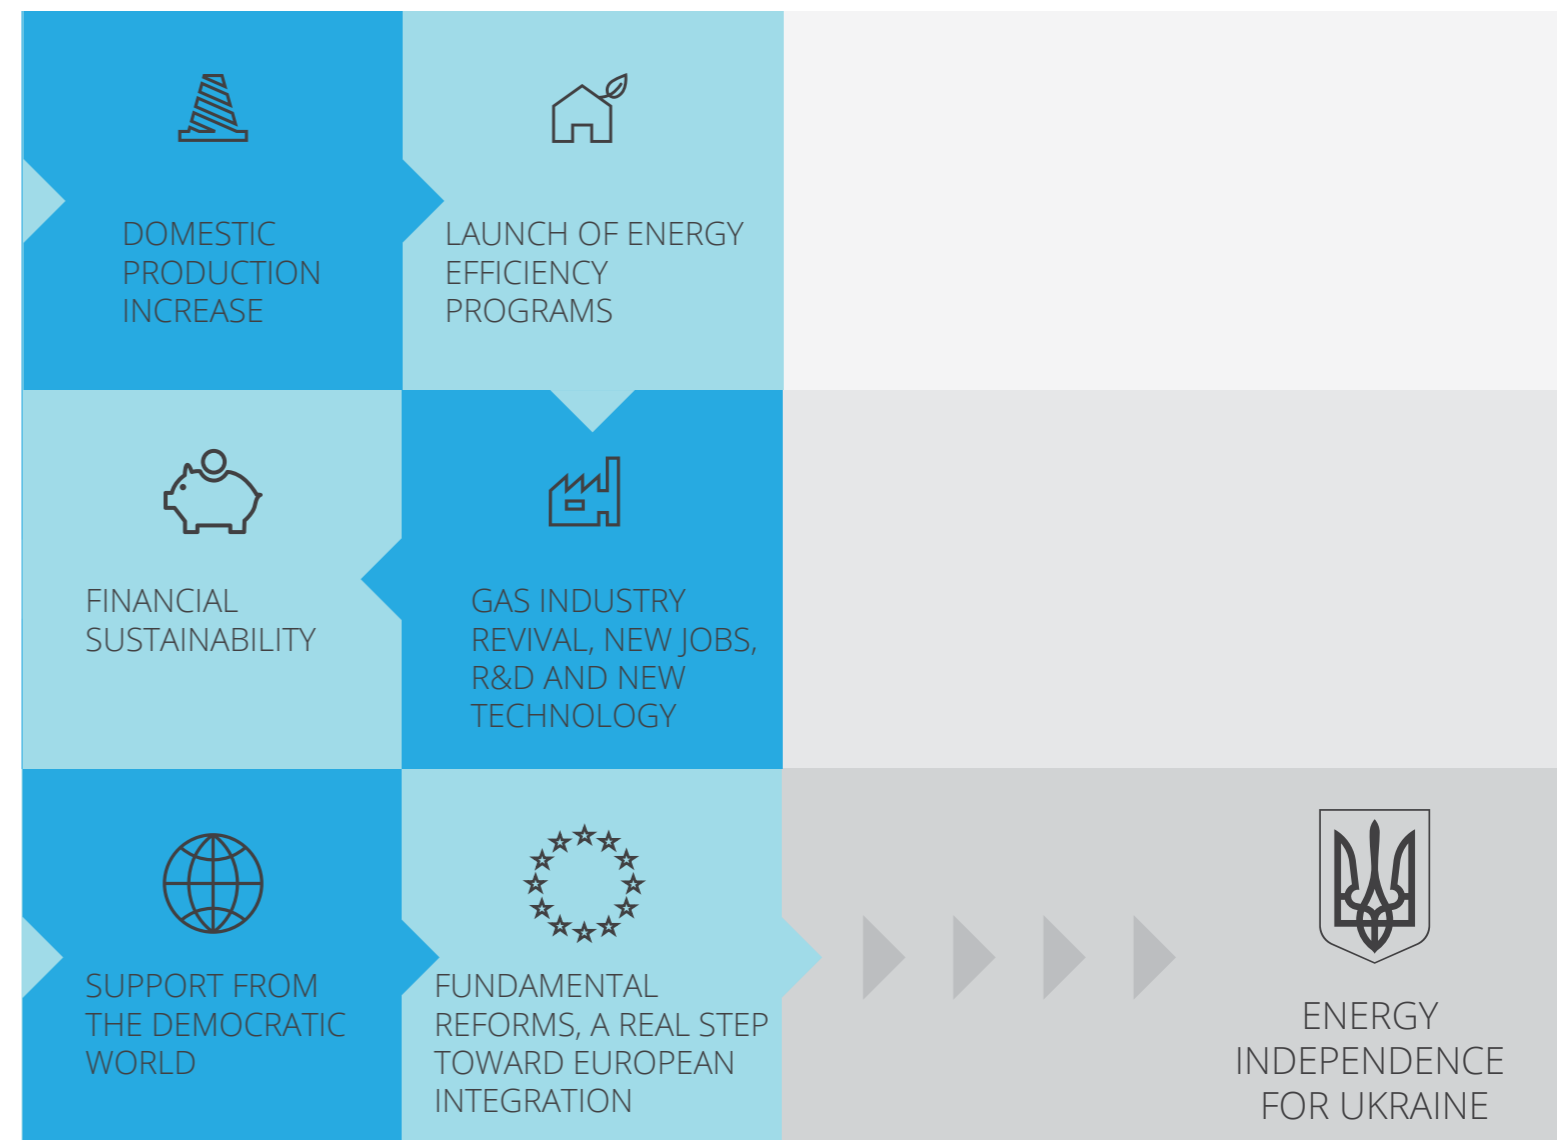 DOMESTIC
PRODUCTION
INCREASE
LAUNCH OF ENERGY
EFFICIENCY
PROGRAMS
FINANCIAL
SUSTAINABILITY
GAS INDUSTRY
REVIVAL, NEW JOBS,
R&D AND NEW
TECHNOLOGY
SUPPORT FROM
THE DEMOCRATIC
WORLD
FUNDAMENTAL
REFORMS, A REAL STEP
TOWARD EUROPEAN
INTEGRATION
ENERGY
INDEPENDENCE
FOR UKRAINE